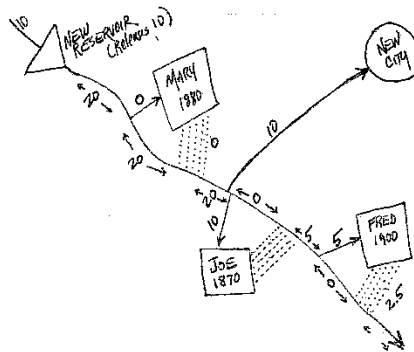 10
NEW
RESERVOIR
(Releases 10)
20
0
MARY
1880
0
20
NEW
CITY
10
20
0
10
JOE
1870
5
5
FRED
1900
0
2.5